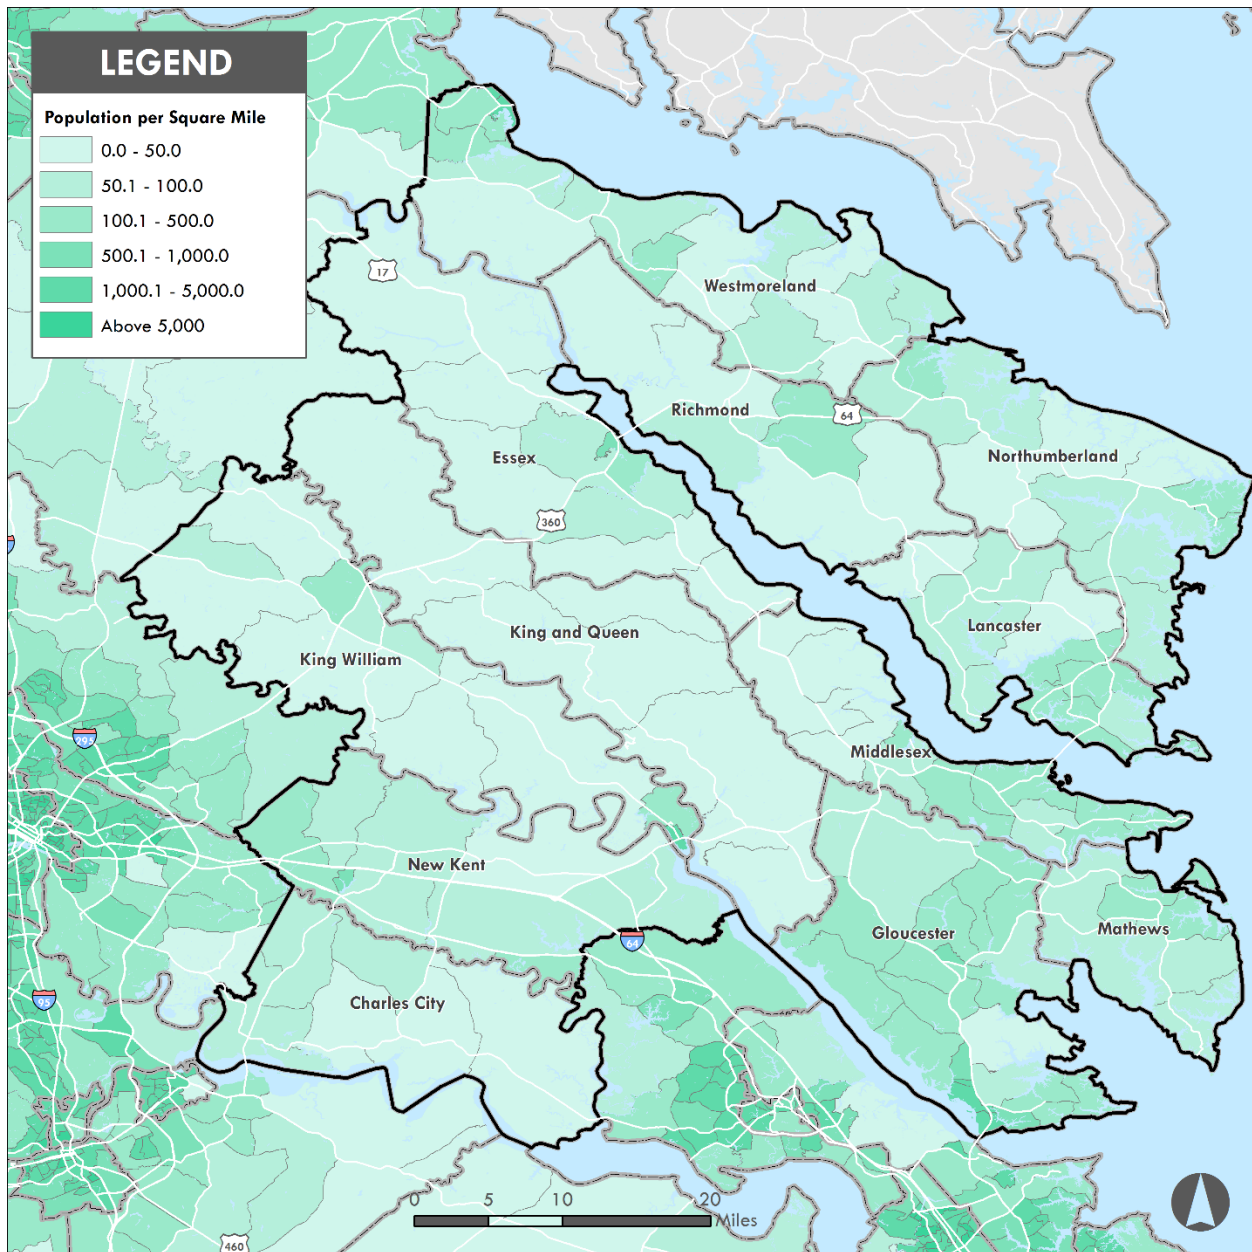 LEGEND
Population per Square Mile
0.0 - 50.0
50.1 - 100.0
100.1 - 500.0
500.1 - 1,000.0
1,000.1 - 5,000.0
Above 5,000
17
Westmoreland
Richmond
64
Essex
Northumberland
360
King and Queen
Lancaster
King William
295
Middlesex
New Kent
64
Gloucester
Mathews
95
Charles City
0 5 10 20
Miles
460